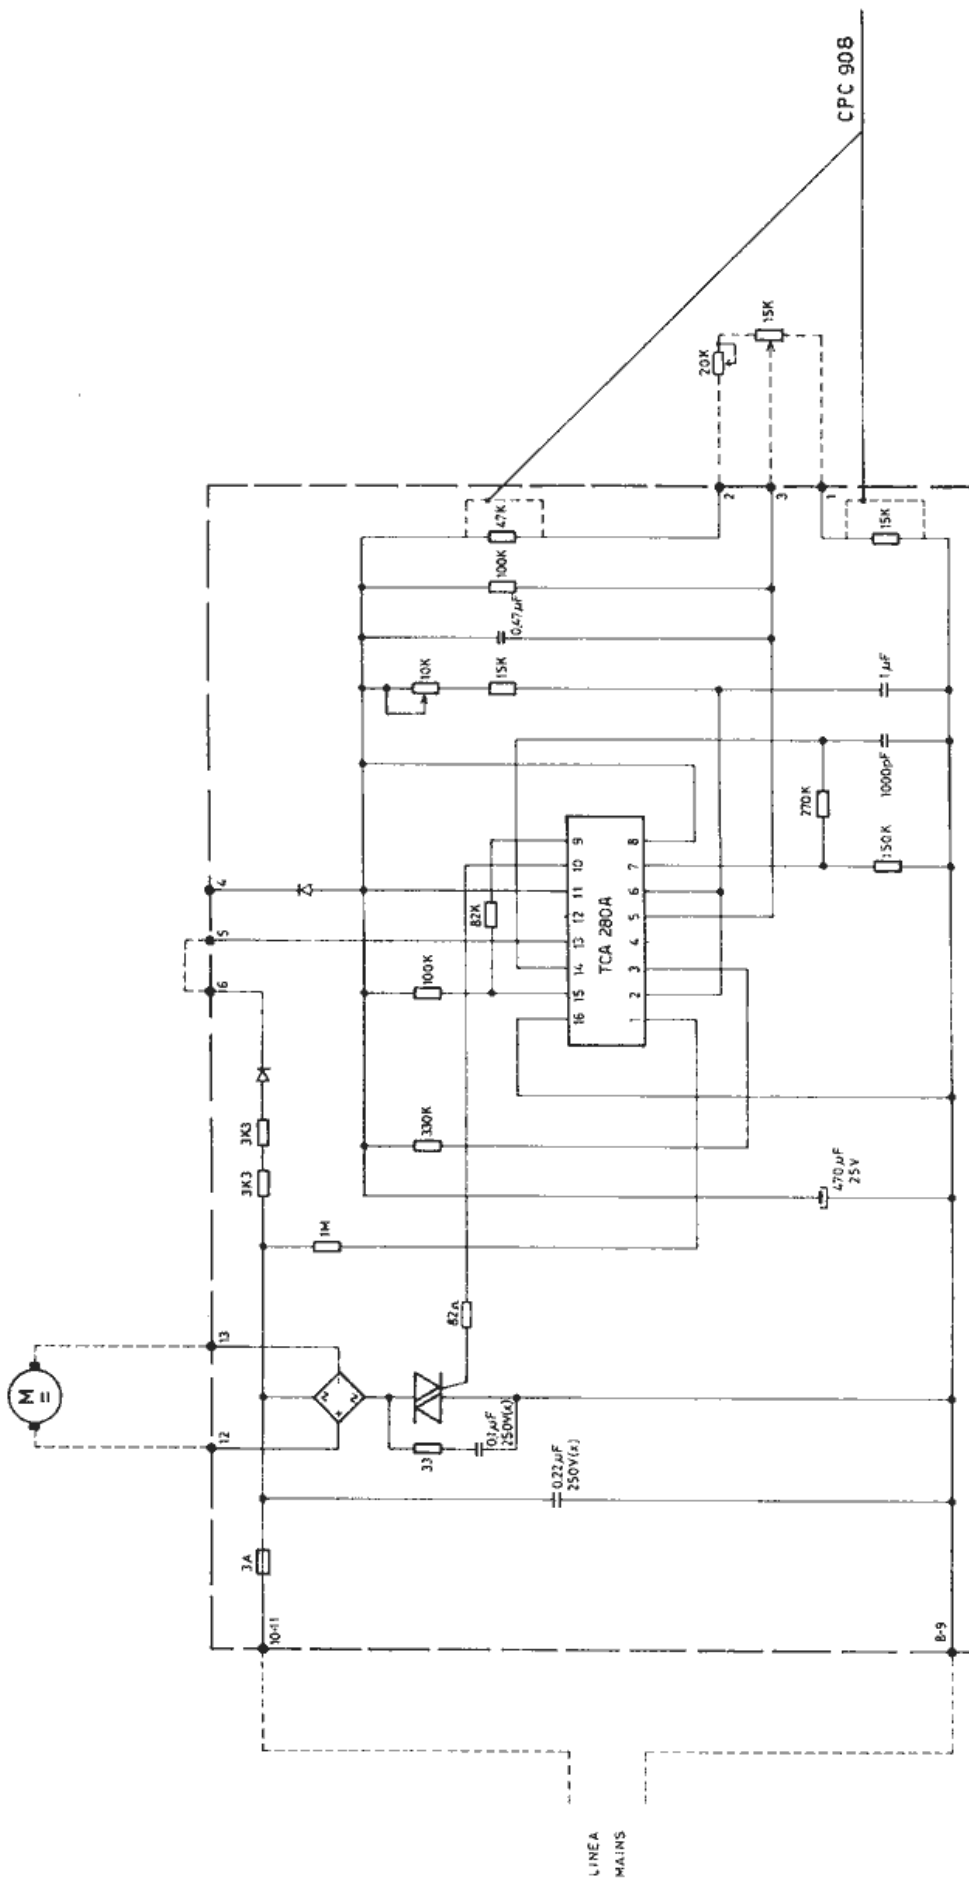 CPC 908
M
=
12
13
16
5
4
3A
3K3
3K3
1M
330K
100K
82K
10K
15K
0,47µF
100K
47K
20K
15K
2
3
1
15K
33
0,1µF
250V(x)
0.22µF
250V(x)
82Ω
16 15 14 13 12 11 10 9
TCA 280A
1 2 3 4 5 6 7 8
270K
150K
1000pF
1µF
470µF
25V
10-11
8-9
LINEA
MAINS